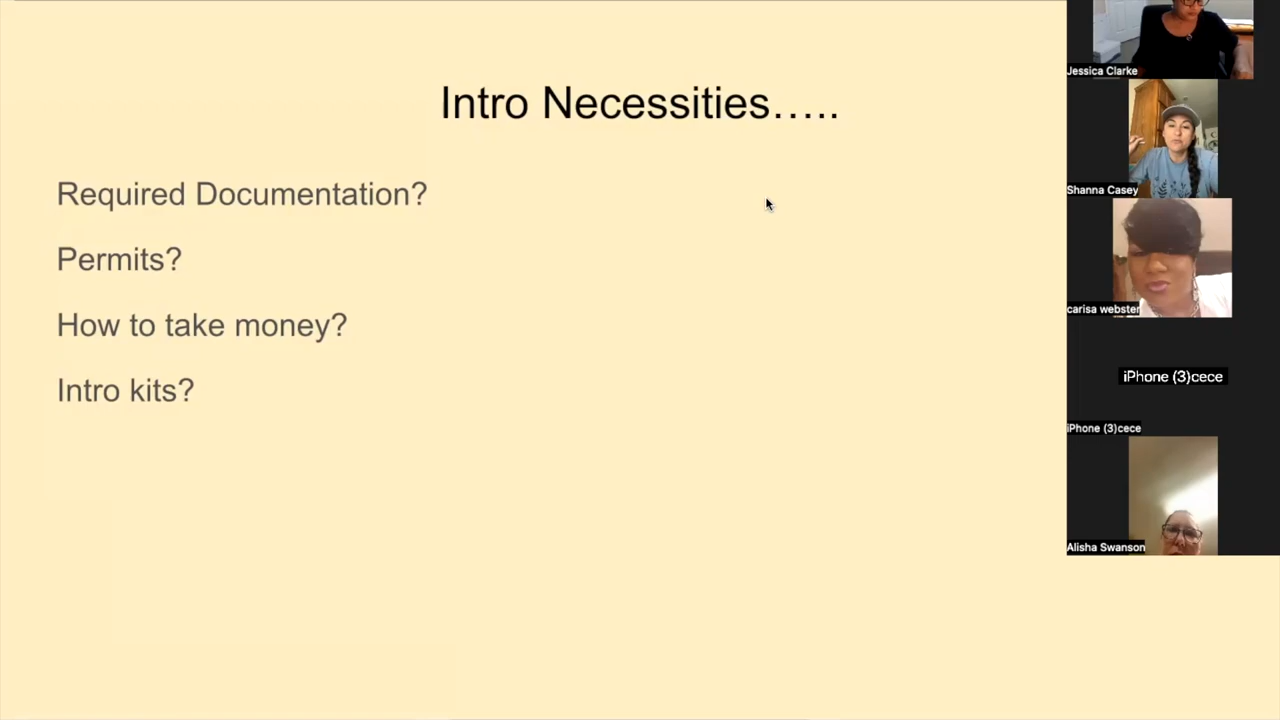 Intro Necessities.....
Required Documentation?
Permits?
How to take money?
Intro kits?
Jessica Clarke
Shanna Casey
carisa webster
iPhone (3)cece
iPhone (3)cece
Alisha Swanson